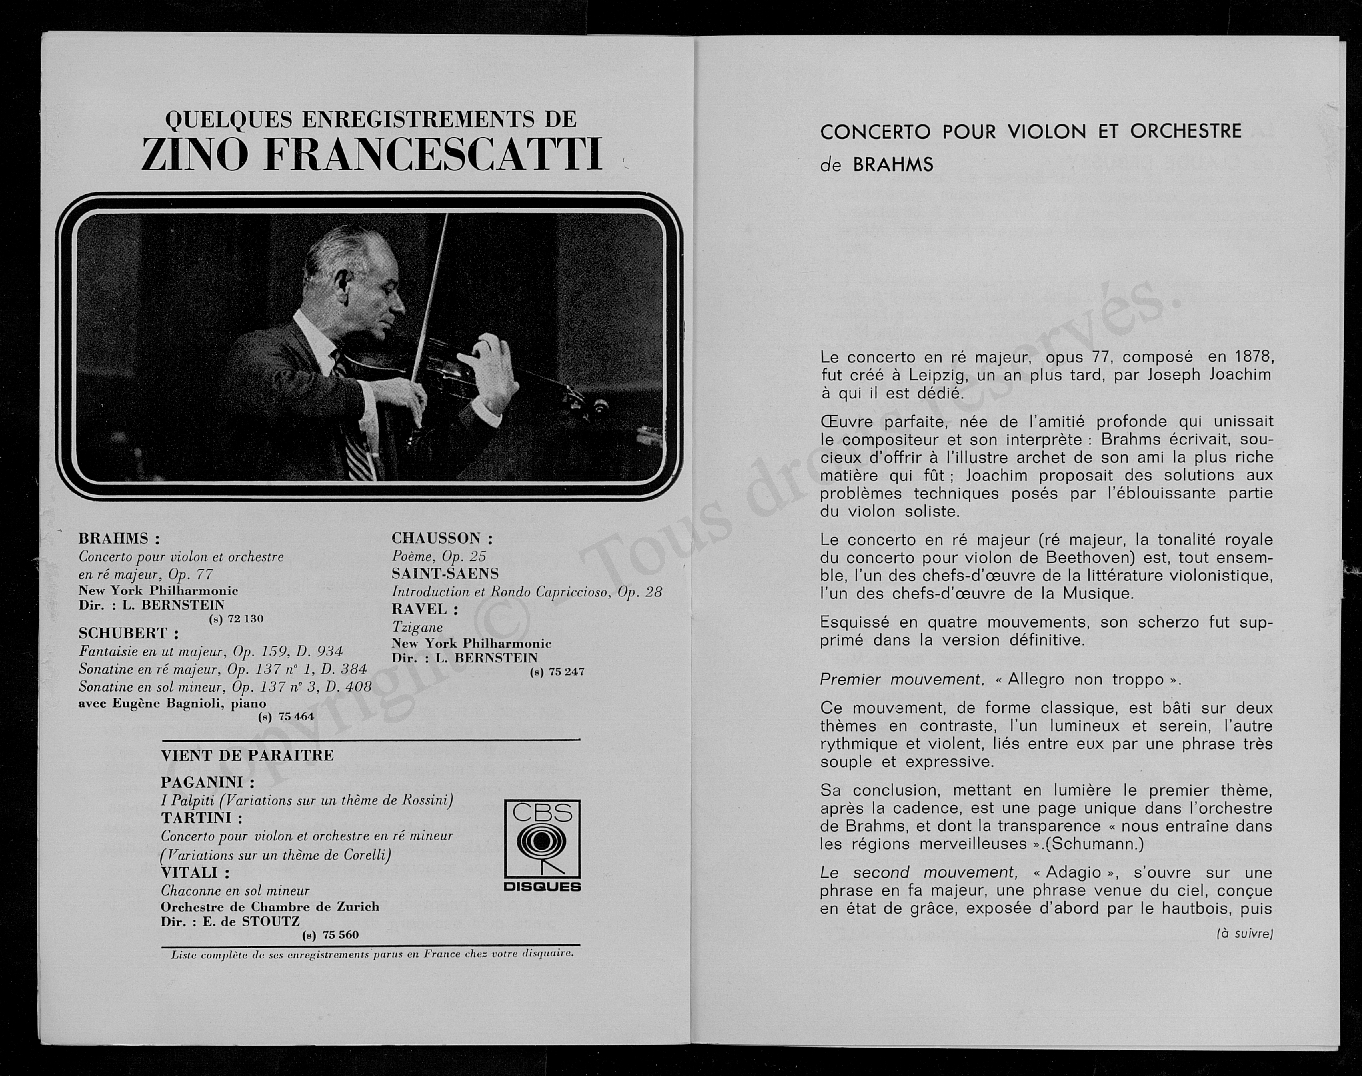 QUELQUES ENREGISTREMENTS DE
ZINO FRANCESCATTI
BRAHMS :
Concerto pour violon et orchestre
en ré majeur, Op. 77
New York Philharmonic
Dir. : L. BERNSTEIN
(s) 72 130
SCHUBERT :
Fantaisie en ut majeur, Op. 159, D. 934
Sonatine en ré majeur, Op. 137 n° 1, D. 384
Sonatine en sol mineur, Op. 137 n° 3, D. 408
avec Eugène Bagnioli, piano
(s) 75 464
CHAUSSON :
Poème, Op. 25
SAINT-SAENS
Introduction et Rondo Capriccioso, Op. 28
RAVEL :
Tzigane
New York Philharmonic
Dir. : L. BERNSTEIN
(s) 75 247
VIENT DE PARAITRE
PAGANINI :
I Palpiti (Variations sur un thème de Rossini)
TARTINI :
Concerto pour violon et orchestre en ré mineur
(Variations sur un thème de Corelli)
VITALI :
Chaconne en sol mineur
Orchestre de Chambre de Zurich
Dir. : E. de STOUTZ
(s) 75 560
CBS
DISQUES
Liste complète de ses enregistrements parus en France chez votre disquaire.
CONCERTO POUR VIOLON ET ORCHESTRE
de BRAHMS
Le concerto en ré majeur, opus 77, composé en 1878,
fut créé à Leipzig, un an plus tard, par Joseph Joachim
à qui il est dédié.
Œuvre parfaite, née de l'amitié profonde qui unissait
le compositeur et son interprète : Brahms écrivait, sou-
cieux d'offrir à l'illustre archet de son ami la plus riche
matière qui fût ; Joachim proposait des solutions aux
problèmes techniques posés par l'éblouissante partie
du violon soliste.
Le concerto en ré majeur (ré majeur, la tonalité royale
du concerto pour violon de Beethoven) est, tout ensem-
ble, l'un des chefs-d'œuvre de la littérature violonistique,
l'un des chefs-d'œuvre de la Musique.
Esquissé en quatre mouvements, son scherzo fut sup-
primé dans la version définitive.
Premier mouvement, « Allegro non troppo ».
Ce mouvement, de forme classique, est bâti sur deux
thèmes en contraste, l'un lumineux et serein, l'autre
rythmique et violent, liés entre eux par une phrase très
souple et expressive.
Sa conclusion, mettant en lumière le premier thème,
après la cadence, est une page unique dans l'orchestre
de Brahms, et dont la transparence « nous entraîne dans
les régions merveilleuses ».(Schumann.)
Le second mouvement, « Adagio », s'ouvre sur une
phrase en fa majeur, une phrase venue du ciel, conçue
en état de grâce, exposée d'abord par le hautbois, puis
(à suivre)
Copyright © - Tous droits réservés.